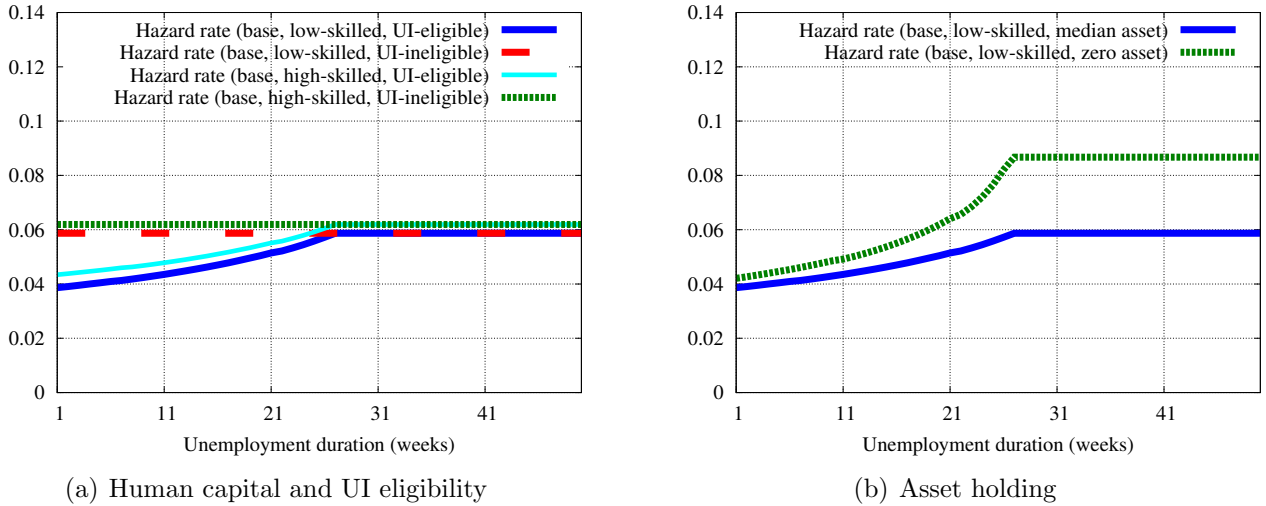 0.14
0.12
0.1
0.08
0.06
0.04
0.02
0
1
11
21
31
41
Hazard rate (base, low-skilled, UI-eligible)
Hazard rate (base, low-skilled, UI-ineligible)
Hazard rate (base, high-skilled, UI-eligible)
Hazard rate (base, high-skilled, UI-ineligible)
Unemployment duration (weeks)
(a) Human capital and UI eligibility
0.14
0.12
0.1
0.08
0.06
0.04
0.02
0
1
11
21
31
41
Hazard rate (base, low-skilled, median asset)
Hazard rate (base, low-skilled, zero asset)
Unemployment duration (weeks)
(b) Asset holding